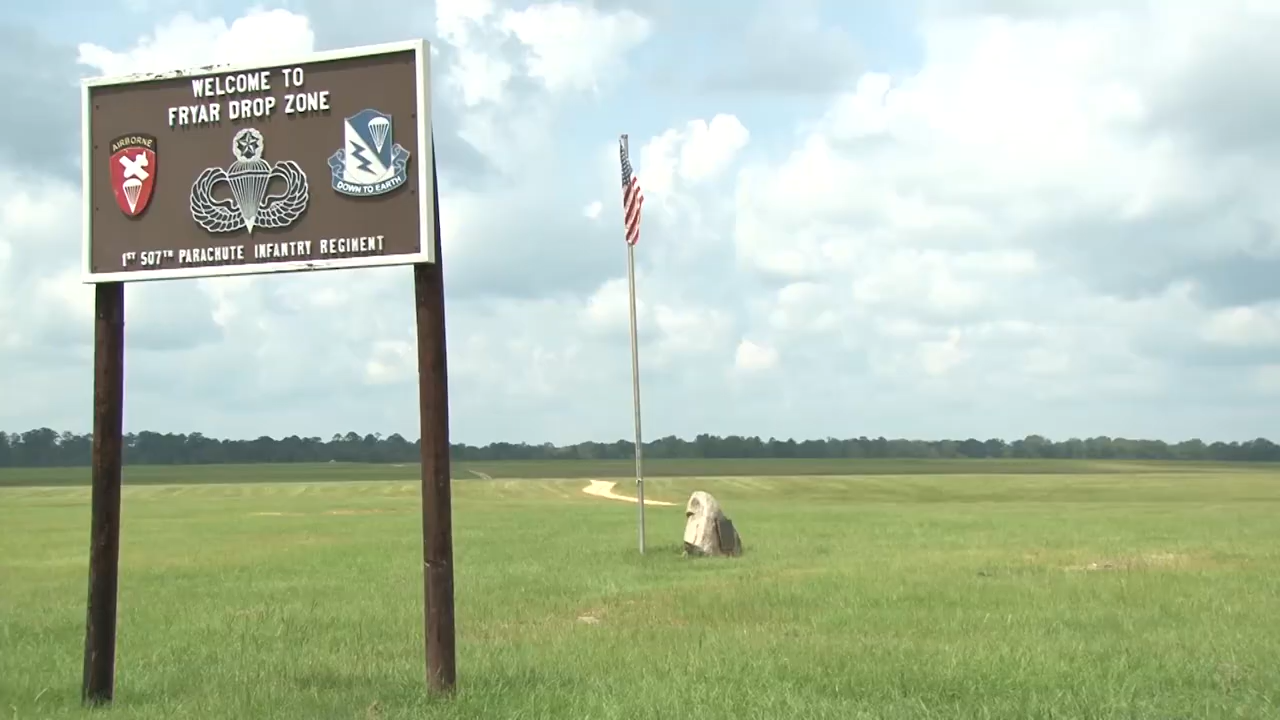 WELCOME TO
FRYAR DROP ZONE
AIRBORNE
DOWN TO EARTH
1ST 507TH PARACHUTE INFANTRY REGIMENT